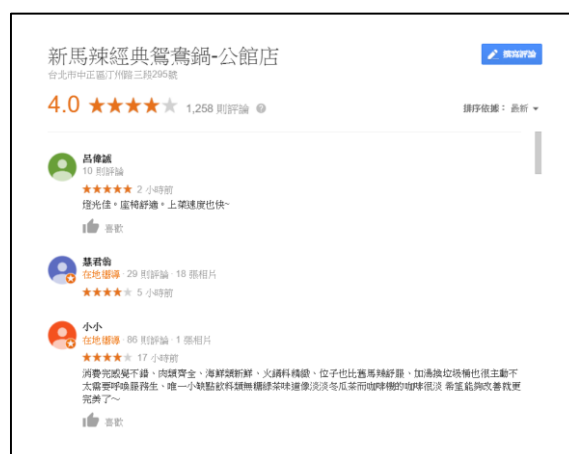 新馬辣經典鴛鴦鍋-公館店
台北市中正區汀州路三段295號
撰寫評論
4.0 1,258 則評論
排序依據： 最新
呂偉誠
10 則評論
2 小時前
燈光佳。座椅舒適。上菜速度也快~
喜歡
慧君翁
在地嚮導 · 29 則評論 · 18 張相片
5 小時前
小小
在地嚮導 · 86 則評論 · 1 張相片
17 小時前
消費完感覺不錯、肉類齊全、海鮮類新鮮、火鍋料精緻、位子也比舊馬辣舒服、加湯換垃圾桶也很主動不
太需要呼喚服務生、唯一小缺點飲料類無糖綠茶味道像淡淡冬瓜茶而咖啡機的咖啡很淡 希望能夠改善就更
完美了～
喜歡